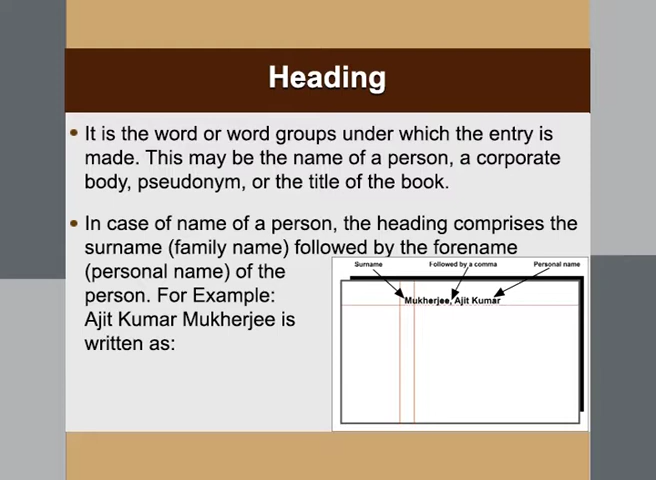 Heading
• It is the word or word groups under which the entry is
made. This may be the name of a person, a corporate
body, pseudonym, or the title of the book.
• In case of name of a person, the heading comprises the
surname (family name) followed by the forename
(personal name) of the
person. For Example:
Ajit Kumar Mukherjee is
written as:
Surname Followed by a comma Personal name
Mukherjee, Ajit Kumar